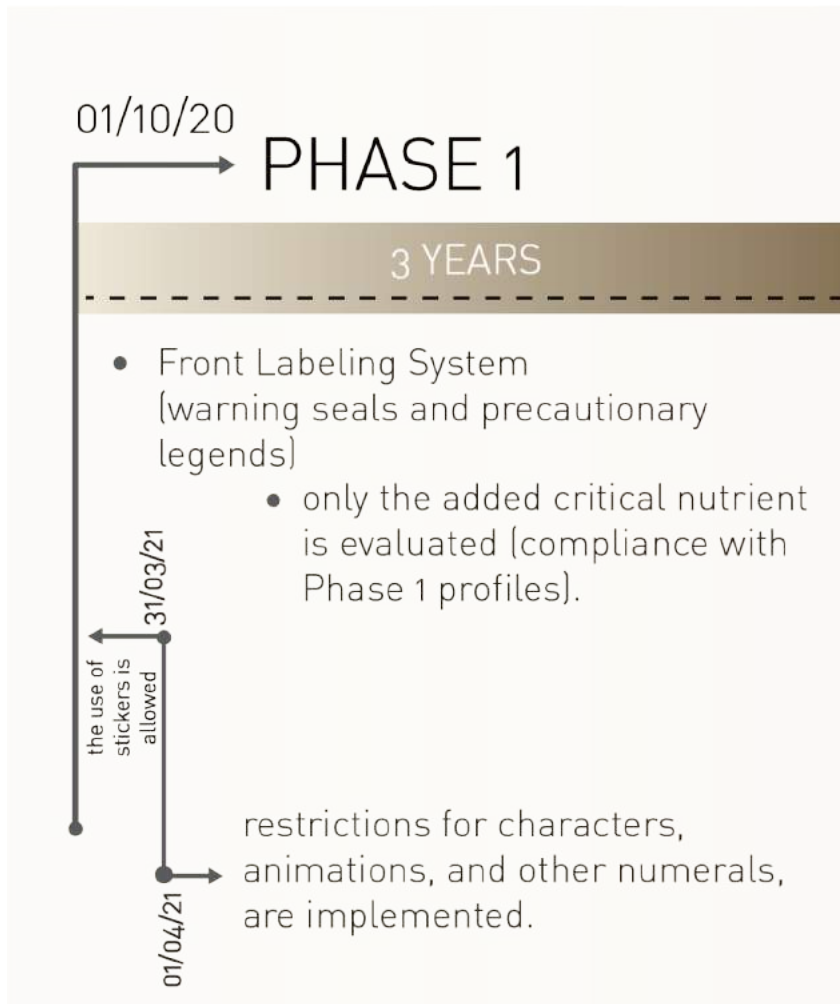 01/10/20
PHASE 1
3 YEARS
• Front Labeling System
(warning seals and precautionary
legends)
• only the added critical nutrient
is evaluated (compliance with
Phase 1 profiles).
31/03/21
the use of
stickers is
allowed
restrictions for characters,
animations, and other numerals,
are implemented.
01/04/21